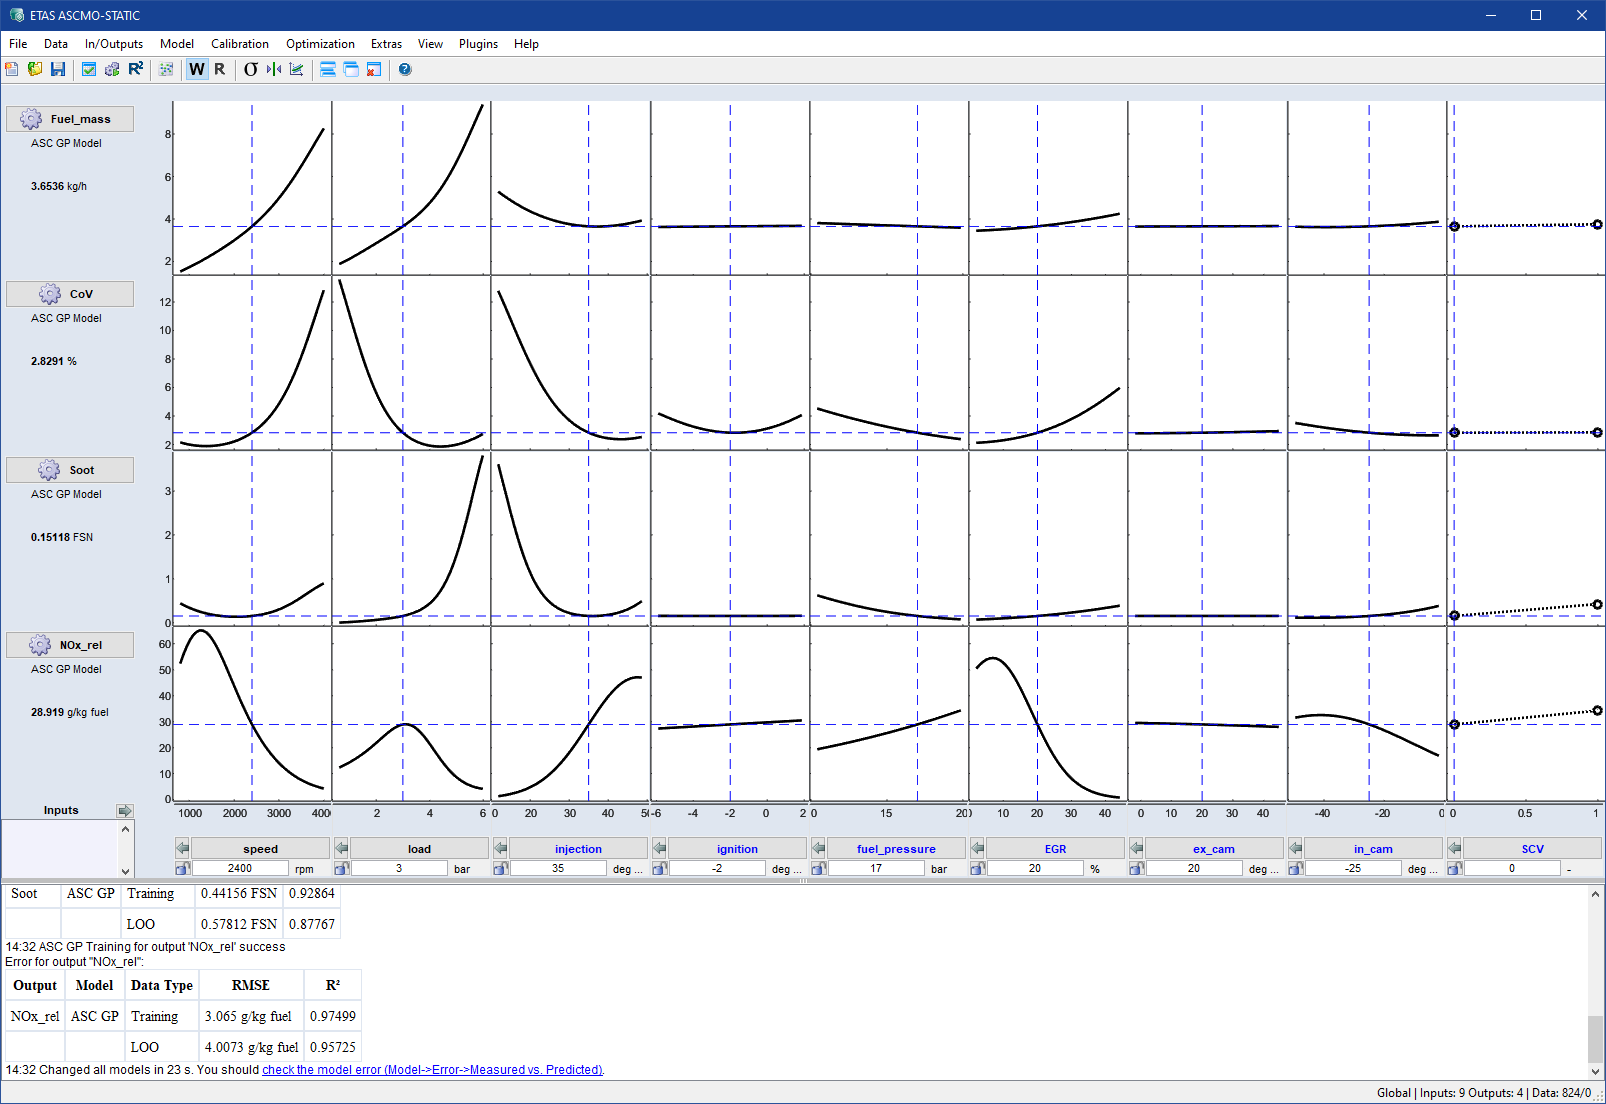 ETAS ASCMO-STATIC
File Data In/Outputs Model Calibration Optimization Extras View Plugins Help
W R σ
R²
Fuel_mass
ASC GP Model
3.6536 kg/h
8
6
4
2
CoV
ASC GP Model
2.8291 %
12
10
8
6
4
2
Soot
ASC GP Model
0.15118 FSN
3
2
1
0
NOx_rel
ASC GP Model
28.919 g/kg fuel
60
50
40
30
20
10
0
Inputs
1000 2000 3000 400 2 4 6 10 20 30 40 5 -6 -4 -2 0 2 0 15 20 0 20 40 0 10 20 30 40 -40 -20 0 0 0.5 1
speed load injection ignition fuel_pressure EGR ex_cam in_cam SCV
2400 rpm 3 bar 35 deg ... -2 deg ... 17 bar 20 % 20 deg ... -25 deg ... 0 -
Soot ASC GP Training 0.44156 FSN 0.92864
LOO 0.57812 FSN 0.87767
14:32 ASC GP Training for output 'NOx_rel' success
Error for output "NOx_rel":
Output Model Data Type RMSE R²
NOx_rel ASC GP Training 3.065 g/kg fuel 0.97499
LOO 4.0073 g/kg fuel 0.95725
14:32 Changed all models in 23 s. You should check the model error (Model->Error->Measured vs. Predicted).
Global | Inputs: 9 Outputs: 4 | Data: 824/0